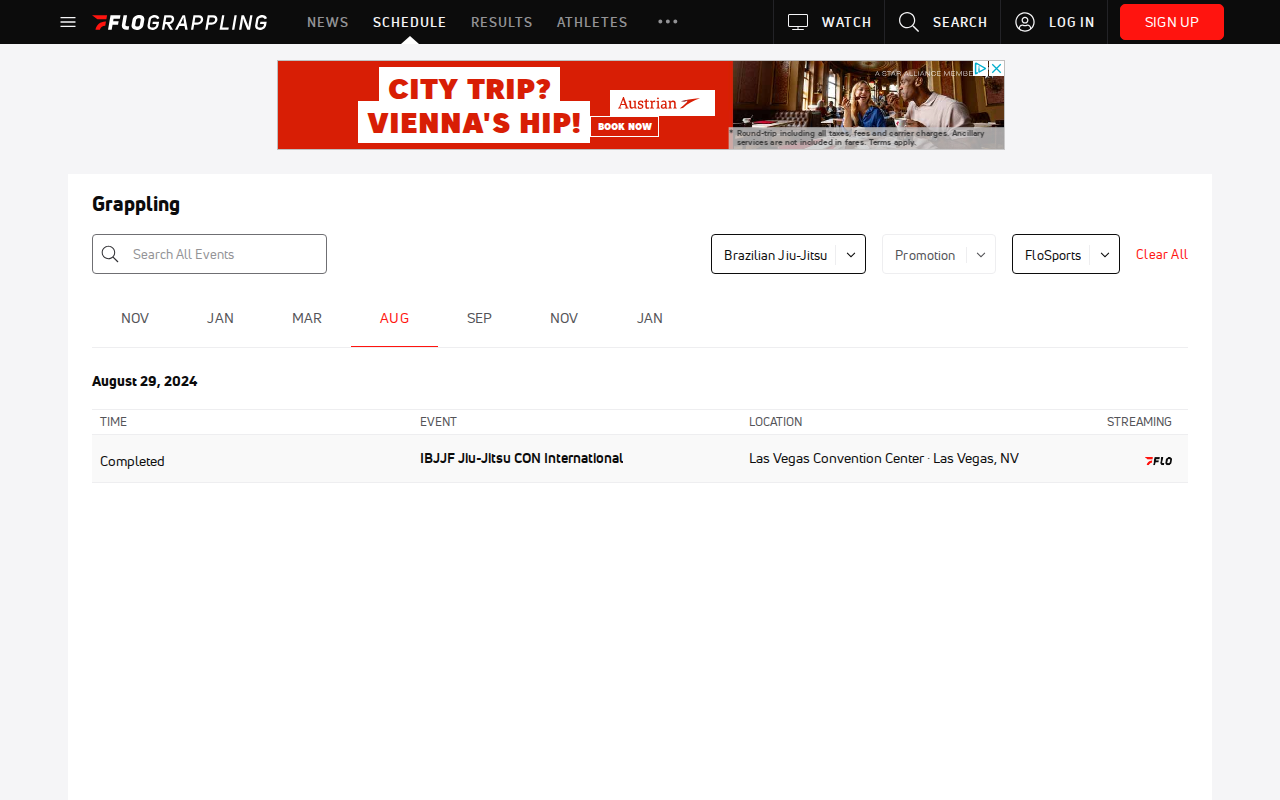 FLOGRAPPLING NEWS SCHEDULE RESULTS ATHLETES WATCH SEARCH LOG IN SIGN UP
CITY TRIP?
VIENNA'S HIP!
Austrian
BOOK NOW
A STAR ALLIANCE MEMBER
* Round-trip including all taxes, fees and carrier charges. Ancillary
services are not included in fares. Terms apply.
Grappling
Search All Events Brazilian Jiu-Jitsu Promotion FloSports Clear All
NOV JAN MAR AUG SEP NOV JAN
August 29, 2024
TIME EVENT LOCATION STREAMING
Completed IBJJF Jiu-Jitsu CON International Las Vegas Convention Center · Las Vegas, NV FLO